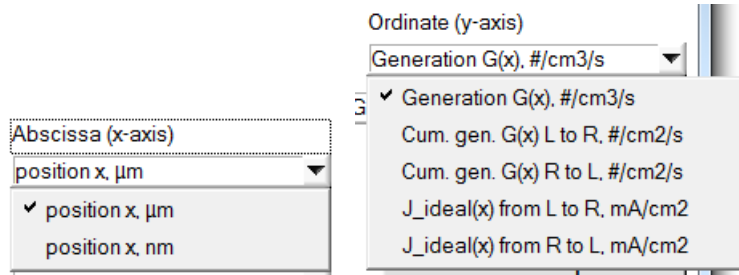 Abscissa (x-axis)
position x, µm
position x, µm
position x, nm
Ordinate (y-axis)
Generation G(x), #/cm3/s
G
Generation G(x), #/cm3/s
Cum. gen. G(x) L to R, #/cm2/s
Cum. gen. G(x) R to L, #/cm2/s
J_ideal(x) from L to R, mA/cm2
J_ideal(x) from R to L, mA/cm2